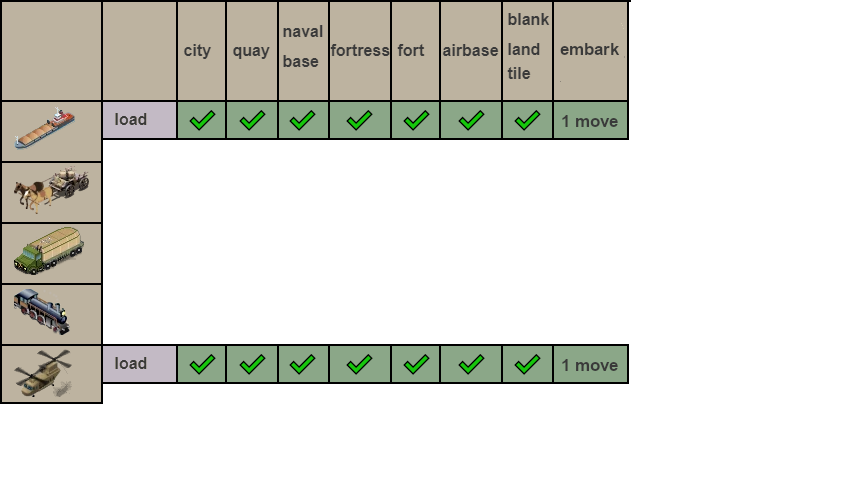 city
quay
naval
base
fortress
fort
airbase
blank
land
tile
embark
load
1 move
load
1 move